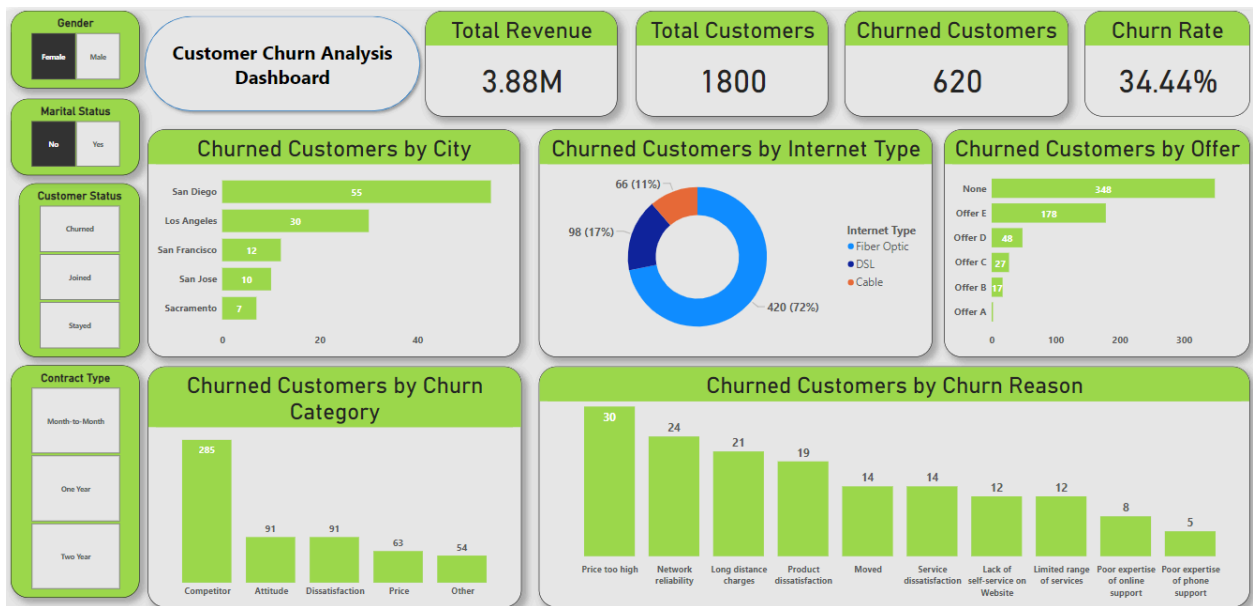 Gender
Female
Male
Customer Churn Analysis
Dashboard
Total Revenue
3.88M
Total Customers
1800
Churned Customers
620
Churn Rate
34.44%
Marital Status
No
Yes
Customer Status
Churned
Joined
Stayed
Contract Type
Month-to-Month
One Year
Two Year
Churned Customers by City
San Diego
55
Los Angeles
30
San Francisco
12
San Jose
10
Sacramento
7
0
20
40
Churned Customers by Internet Type
66 (11%)
98 (17%)
420 (72%)
Internet Type
Fiber Optic
DSL
Cable
Churned Customers by Offer
None
348
Offer E
178
Offer D
48
Offer C
27
Offer B
17
Offer A
0
100
200
300
Churned Customers by Churn
Category
285
91
91
63
54
Competitor
Attitude
Dissatisfaction
Price
Other
Churned Customers by Churn Reason
30
24
21
19
14
14
12
12
8
5
Price too high
Network
reliability
Long distance
charges
Product
dissatisfaction
Moved
Service
dissatisfaction
Lack of
self-service on
Website
Limited range
of services
Poor expertise
of online
support
Poor expertise
of phone
support